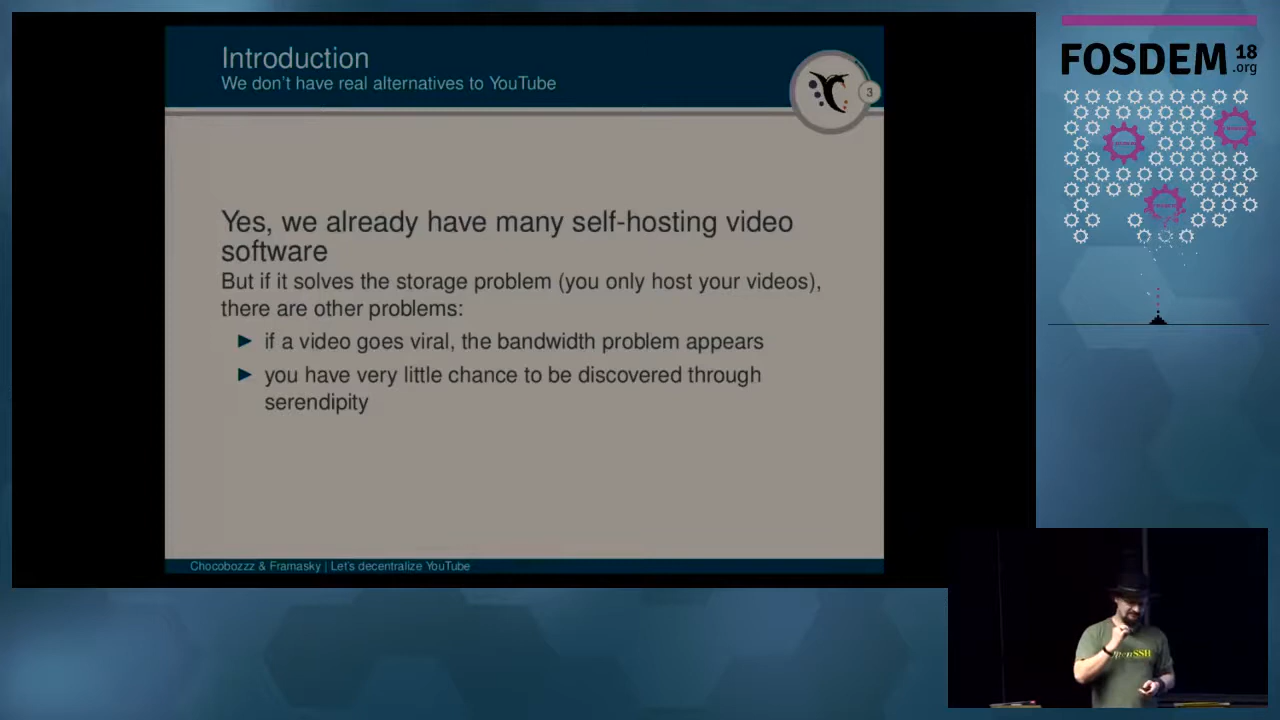 Introduction
We don't have real alternatives to YouTube
3
Yes, we already have many self-hosting video
software
But if it solves the storage problem (you only host your videos),
there are other problems:
if a video goes viral, the bandwidth problem appears
you have very little chance to be discovered through
serendipity
Chocobozzz & Framasky | Let's decentralize YouTube
FOSDEM 18
.org
OpenSSH